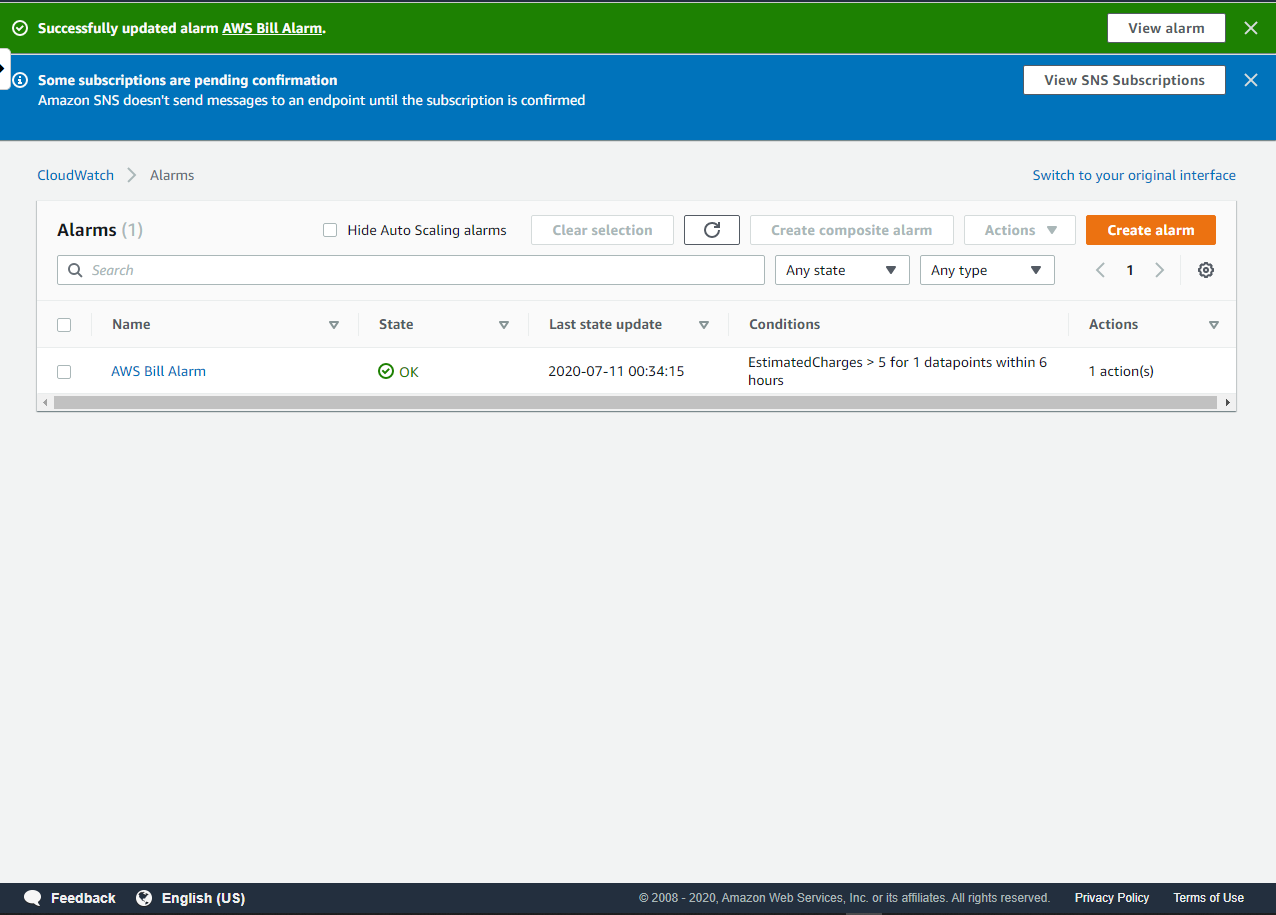 Successfully updated alarm AWS Bill Alarm.
View alarm
Some subscriptions are pending confirmation
Amazon SNS doesn't send messages to an endpoint until the subscription is confirmed
View SNS Subscriptions
CloudWatch Alarms
Switch to your original interface
Alarms (1)
Hide Auto Scaling alarms
Clear selection
Create composite alarm
Actions
Create alarm
Search
Any state
Any type
1
Name State Last state update Conditions Actions
AWS Bill Alarm OK 2020-07-11 00:34:15 EstimatedCharges > 5 for 1 datapoints within 6
hours
1 action(s)
Feedback English (US)
© 2008 - 2020, Amazon Web Services, Inc. or its affiliates. All rights reserved. Privacy Policy Terms of Use